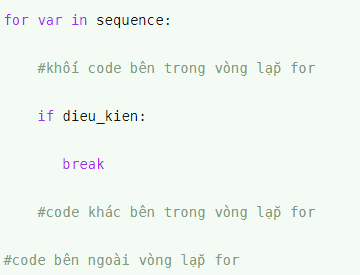 for var in sequence:
#khối code bên trong vòng lặp for
if dieu_kien:
break
#code khác bên trong vòng lặp for
#code bên ngoài vòng lặp for